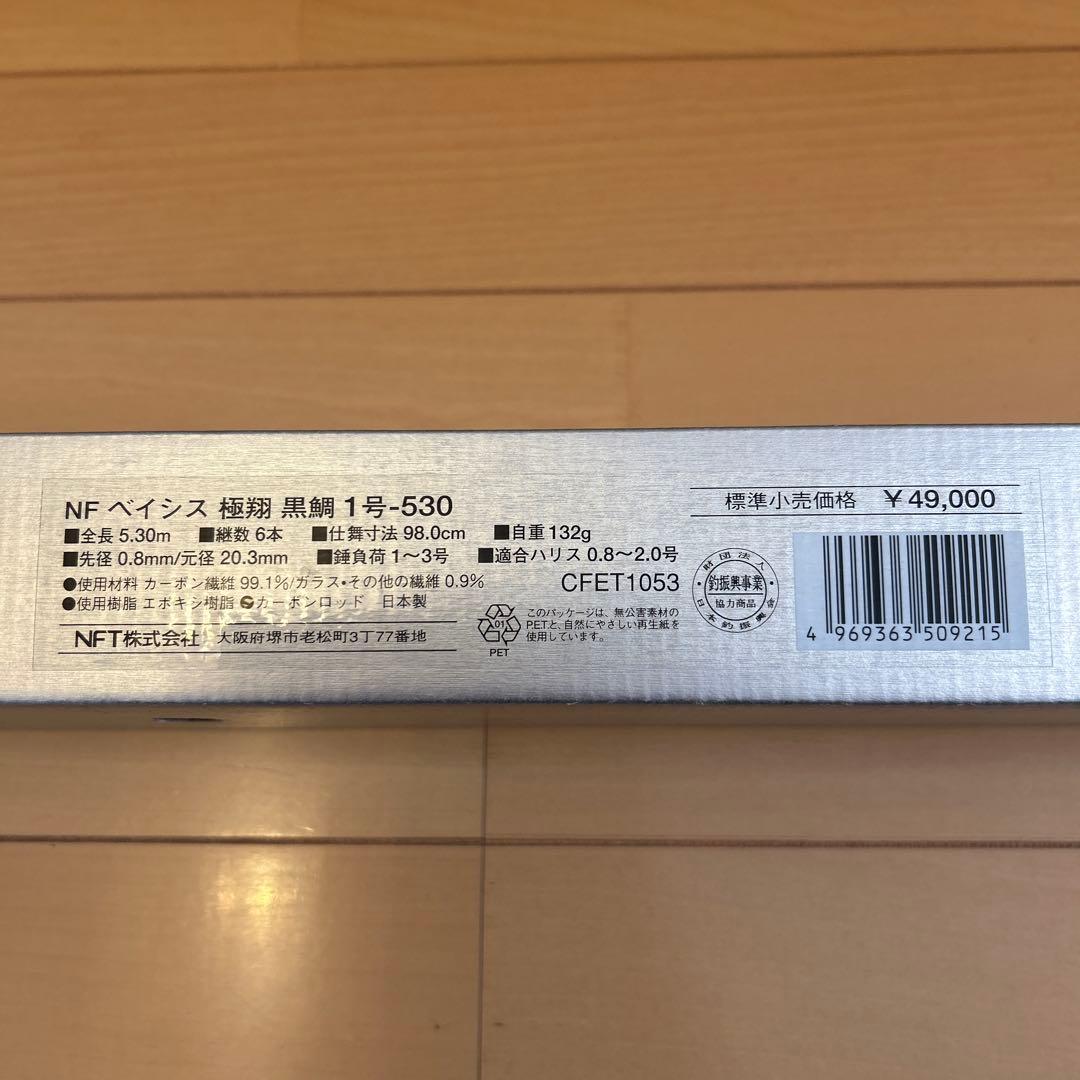 NF ベイシス 極翔 黒鯛 1号-530
■全長 5.30m ■継数 6本 ■仕舞寸法 98.0cm ■自重 132g
■先径 0.8mm/元径 20.3mm ■錘負荷 1〜3号 ■適合ハリス 0.8〜2.0号
●使用材料 カーボン繊維 99.1%/ガラス・その他の繊維 0.9%
CFET1053
●使用樹脂 エポキシ樹脂 カーボンロッド 日本製
NFT株式会社 大阪府堺市老松町3丁77番地
01
PET
このパッケージは、無公害素材の
P.E.T.と、自然にやさしい再生紙を
使用しています。
標準小売価格 ¥49,000
財団法人
釣振興事業
協力商品
日本釣振興会
4 969363 509215